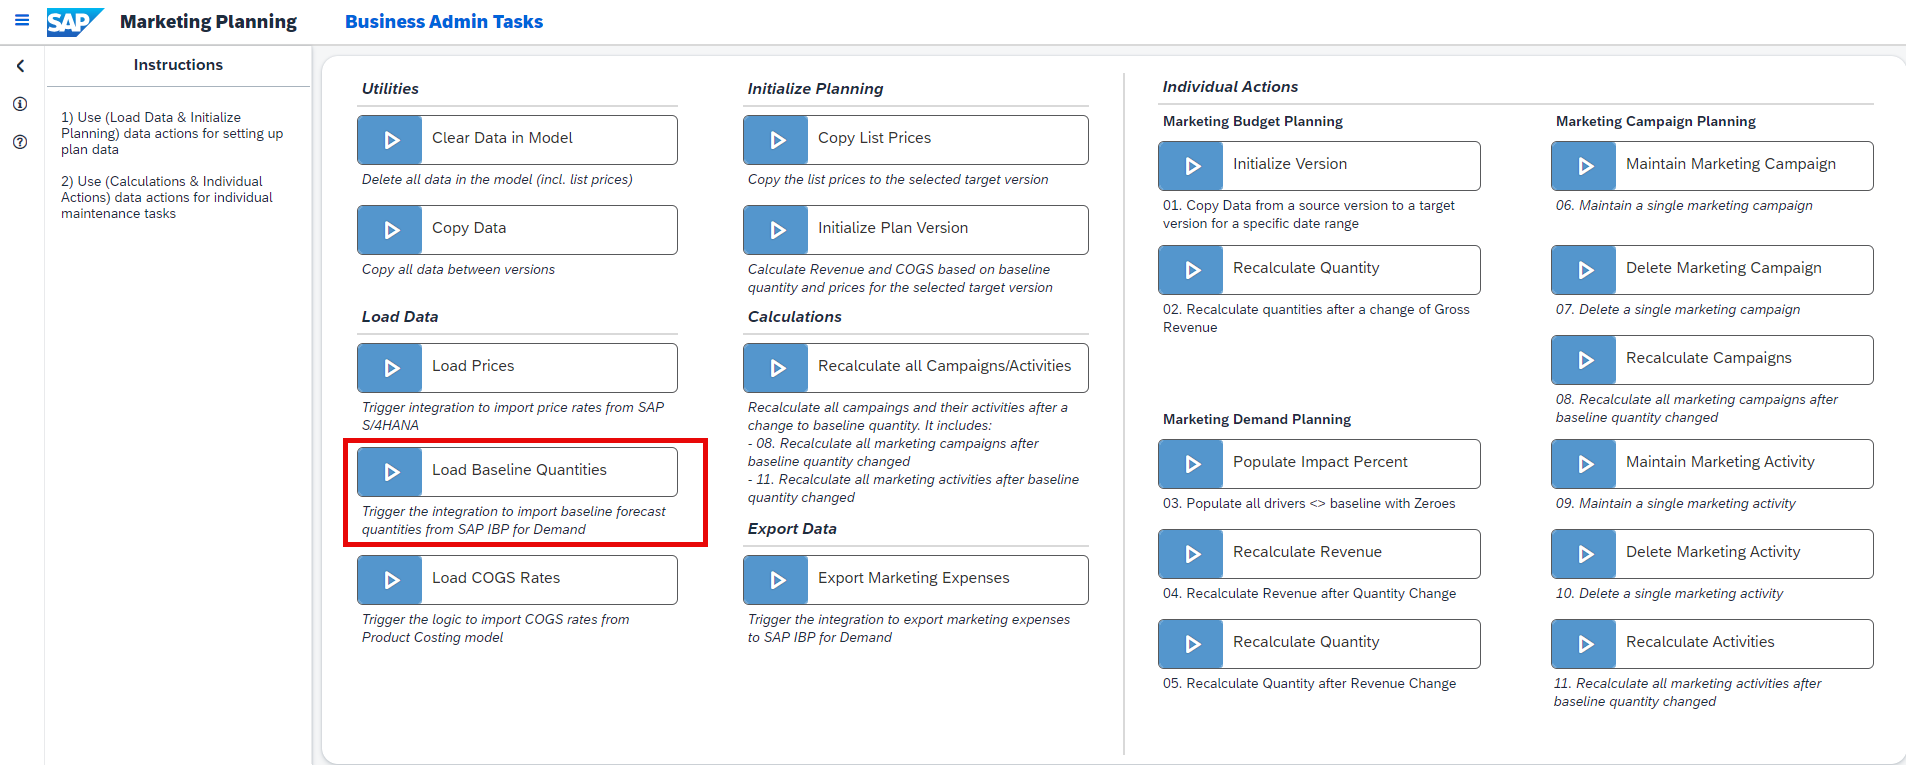 SAP Marketing Planning Business Admin Tasks
Instructions
1) Use (Load Data & Initialize
Planning) data actions for setting up
plan data
2) Use (Calculations & Individual
Actions) data actions for individual
maintenance tasks
Utilities
Clear Data in Model
Delete all data in the model (incl. list prices)
Copy Data
Copy all data between versions
Load Data
Load Prices
Trigger integration to import price rates from SAP
S/4HANA
Load Baseline Quantities
Trigger the integration to import baseline forecast
quantities from SAP IBP for Demand
Load COGS Rates
Trigger the logic to import COGS rates from
Product Costing model
Initialize Planning
Copy List Prices
Copy the list prices to the selected target version
Initialize Plan Version
Calculate Revenue and COGS based on baseline
quantity and prices for the selected target version
Calculations
Recalculate all Campaigns/Activities
Recalculate all campaings and their activities after a
change to baseline quantity. It includes:
- 08. Recalculate all marketing campaigns after
baseline quantity changed
- 11. Recalculate all marketing activities after baseline
quantity changed
Export Data
Export Marketing Expenses
Trigger the integration to export marketing expenses
to SAP IBP for Demand
Individual Actions
Marketing Budget Planning
Initialize Version
01. Copy Data from a source version to a target
version for a specific date range
Recalculate Quantity
02. Recalculate quantities after a change of Gross
Revenue
Marketing Demand Planning
Populate Impact Percent
03. Populate all drivers <> baseline with Zeroes
Recalculate Revenue
04. Recalculate Revenue after Quantity Change
Recalculate Quantity
05. Recalculate Quantity after Revenue Change
Marketing Campaign Planning
Maintain Marketing Campaign
06. Maintain a single marketing campaign
Delete Marketing Campaign
07. Delete a single marketing campaign
Recalculate Campaigns
08. Recalculate all marketing campaigns after
baseline quantity changed
Maintain Marketing Activity
09. Maintain a single marketing activity
Delete Marketing Activity
10. Delete a single marketing activity
Recalculate Activities
11. Recalculate all marketing activities after
baseline quantity changed